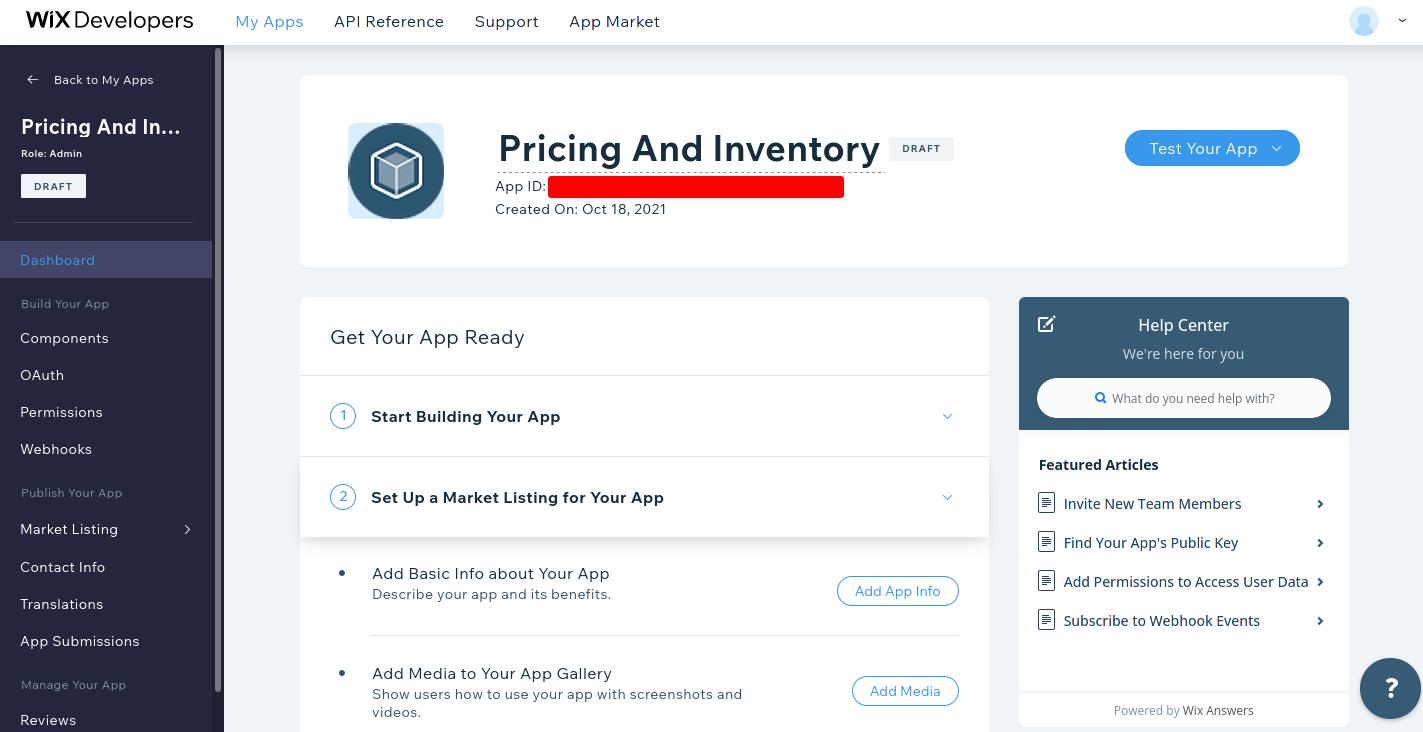 WiX Developers
My Apps
API Reference
Support
App Market
Back to My Apps
Pricing And In...
Role: Admin
DRAFT
Dashboard
Build Your App
Components
OAuth
Permissions
Webhooks
Publish Your App
Market Listing
Contact Info
Translations
App Submissions
Manage Your App
Reviews
Pricing And Inventory
DRAFT
App ID:
Created On: Oct 18, 2021
Test Your App
Get Your App Ready
1 Start Building Your App
2 Set Up a Market Listing for Your App
Add Basic Info about Your App
Describe your app and its benefits.
Add App Info
Add Media to Your App Gallery
Show users how to use your app with screenshots and
videos.
Add Media
Help Center
We're here for you
What do you need help with?
Featured Articles
Invite New Team Members
Find Your App's Public Key
Add Permissions to Access User Data
Subscribe to Webhook Events
Powered by Wix Answers
?